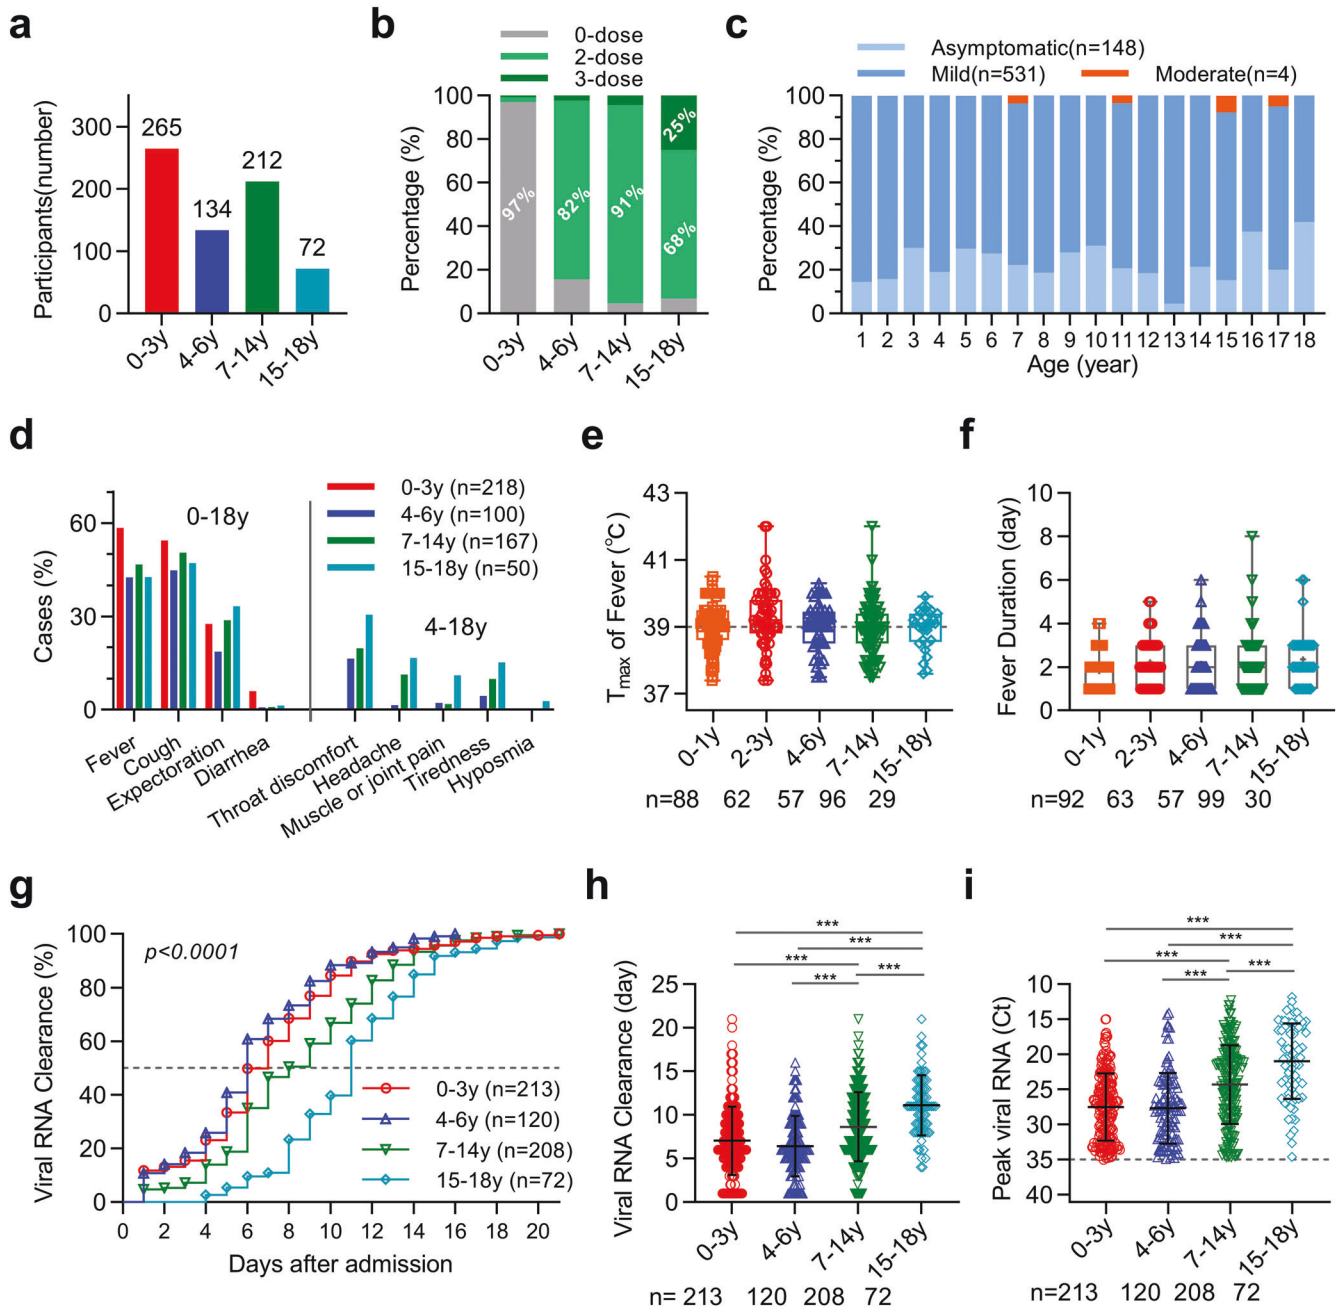 a
Participants(number)
300
200
100
0
265
134
212
72
0-3y
4-6y
7-14y
15-18y
b
0-dose
2-dose
3-dose
Percentage (%)
100
80
60
40
20
0
97%
82%
91%
25%
68%
0-3y
4-6y
7-14y
15-18y
c
Asymptomatic(n=148)
Mild(n=531)
Moderate(n=4)
Percentage (%)
100
80
60
40
20
0
1 2 3 4 5 6 7 8 9 10 11 12 13 14 15 16 17 18
Age (year)
d
0-3y (n=218)
4-6y (n=100)
7-14y (n=167)
15-18y (n=50)
0-18y
4-18y
Cases (%)
60
30
0
Fever
Cough
Expectoration
Diarrhea
Throat discomfort
Headache
Muscle or joint pain
Tiredness
Hyposmia
e
Tmax of Fever (°C)
43
41
39
37
0-1y
2-3y
4-6y
7-14y
15-18y
n=88 62 57 96 29
f
Fever Duration (day)
10
8
6
4
2
0
0-1y
2-3y
4-6y
7-14y
15-18y
n=92 63 57 99 30
g
Viral RNA Clearance (%)
100
80
60
40
20
0
p<0.0001
0-3y (n=213)
4-6y (n=120)
7-14y (n=208)
15-18y (n=72)
0 2 4 6 8 10 12 14 16 18 20
Days after admission
h
Viral RNA Clearance (day)
25
20
15
10
5
0
***
***
***
***
***
0-3y
4-6y
7-14y
15-18y
n= 213 120 208 72
i
Peak viral RNA (Ct)
10
15
20
25
30
35
40
***
***
***
***
***
0-3y
4-6y
7-14y
15-18y
n=213 120 208 72